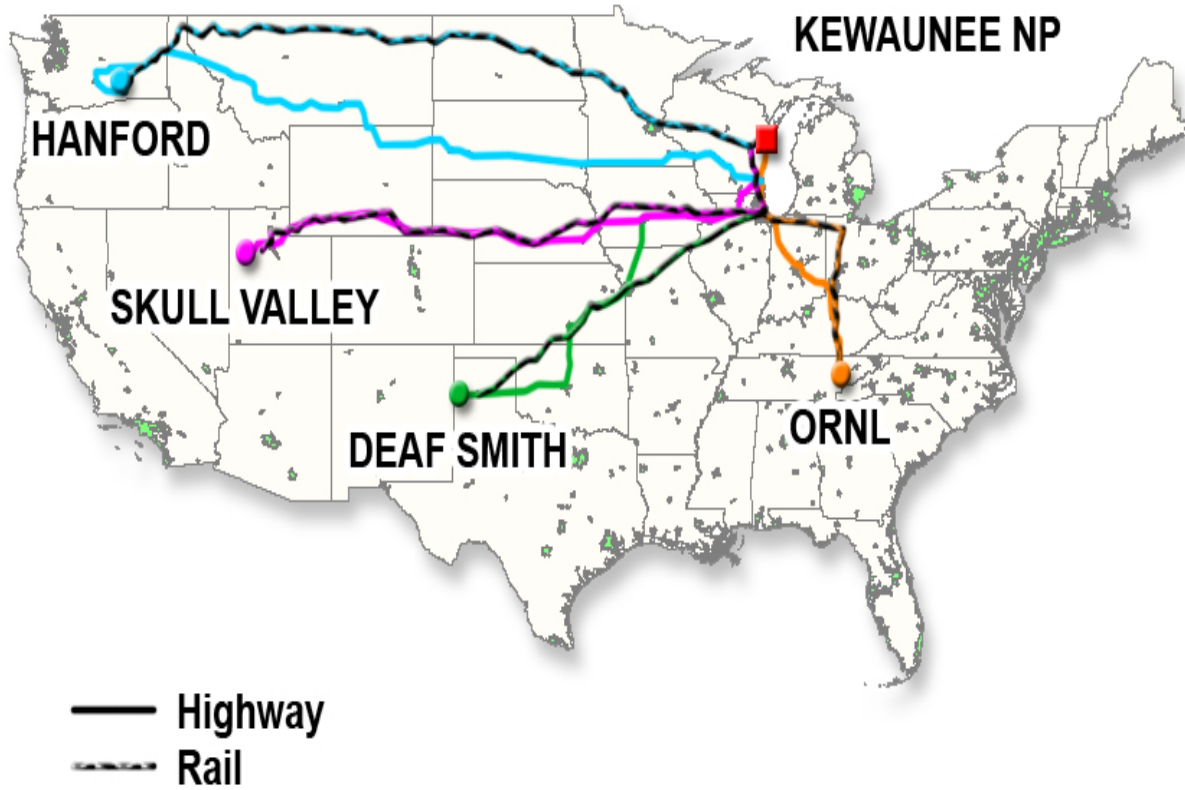 KEWAUNEE NP
HANFORD
SKULL VALLEY
DEAF SMITH
ORNL
Highway
Rail